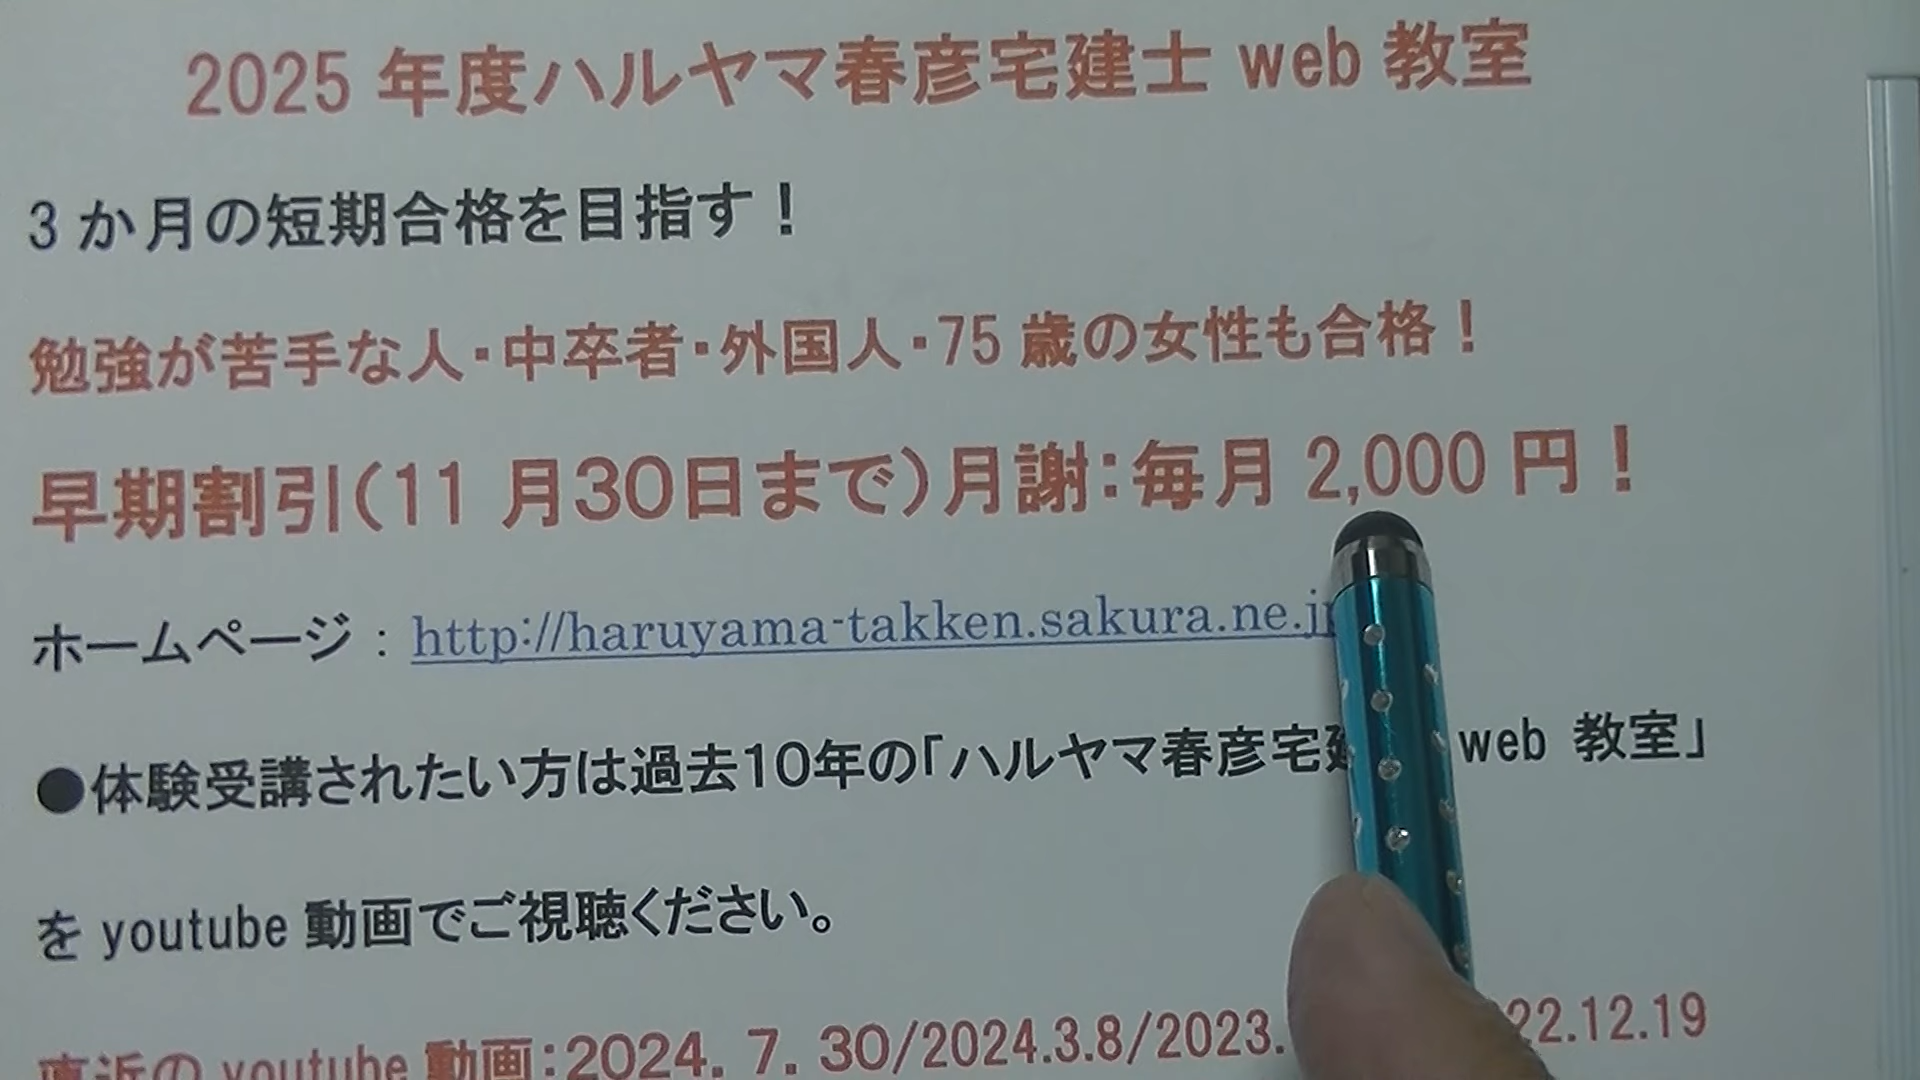 2025 年度ハルヤマ春彦宅建士 web 教室
3 か月の短期合格を目指す！
勉強が苦手な人・中卒者・外国人・75 歳の女性も合格！
早期割引（11 月30日まで）月謝：毎月 2,000 円！
ホームページ：http://haruyama-takken.sakura.ne.j
●体験受講されたい方は過去10年の「ハルヤマ春彦宅 web 教室」
を youtube 動画でご視聴ください。
直近の youtube 動画：2024. 7. 30/2024.3.8/2023. 22.12.19